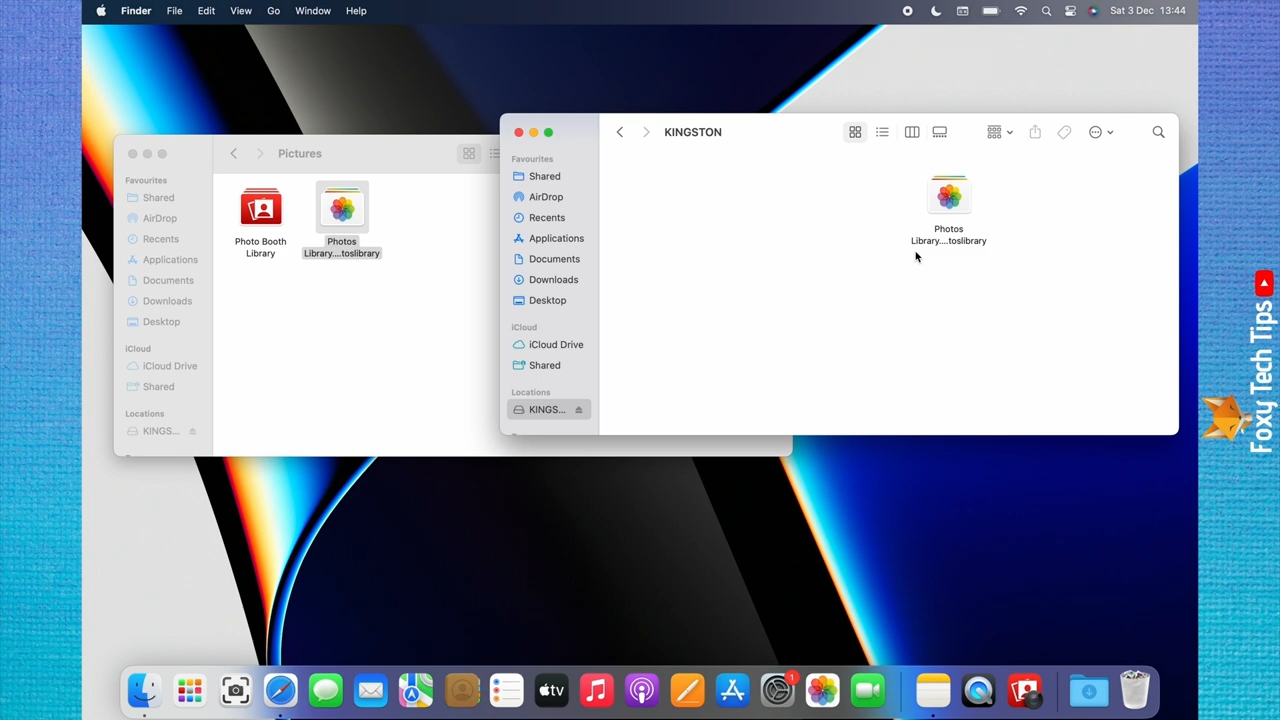 Finder File Edit View Go Window Help
Sat 3 Dec 13:44
Pictures
Favourites
Shared
AirDrop
Recents
Applications
Documents
Downloads
Desktop
iCloud
iCloud Drive
Shared
Locations
KINGS...
Photo Booth
Library
Photos
Library....toslibrary
KINGSTON
Favourites
Shared
AirDrop
Recents
Applications
Documents
Downloads
Desktop
iCloud
iCloud Drive
Shared
Locations
KINGS...
Photos
Library....toslibrary
Foxy Tech Tips
tv
1